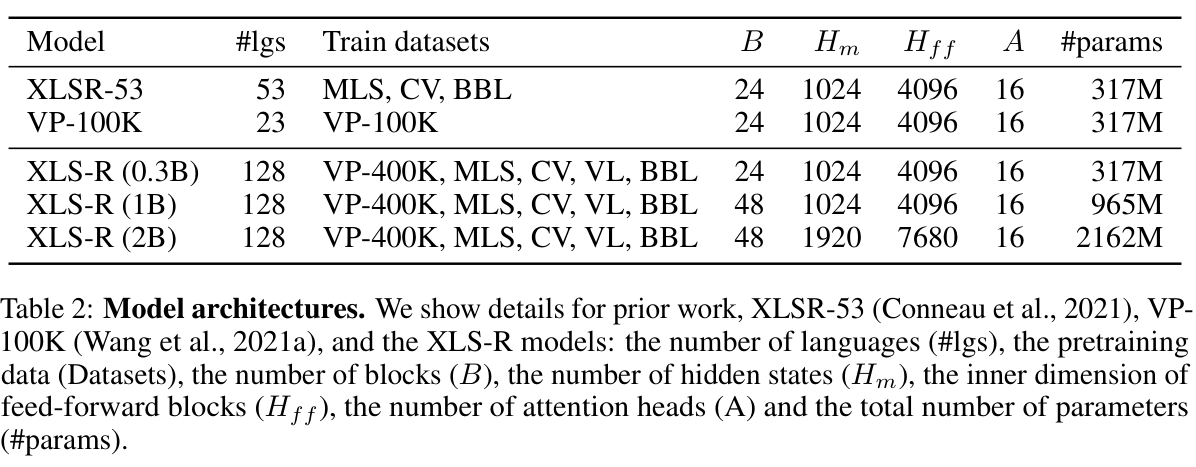 Model #lgs Train datasets B H_m H_ff A #params
XLSR-53 53 MLS, CV, BBL 24 1024 4096 16 317M
VP-100K 23 VP-100K 24 1024 4096 16 317M
XLS-R (0.3B) 128 VP-400K, MLS, CV, VL, BBL 24 1024 4096 16 317M
XLS-R (1B) 128 VP-400K, MLS, CV, VL, BBL 48 1024 4096 16 965M
XLS-R (2B) 128 VP-400K, MLS, CV, VL, BBL 48 1920 7680 16 2162M
Table 2: Model architectures. We show details for prior work, XLSR-53 (Conneau et al., 2021), VP-
100K (Wang et al., 2021a), and the XLS-R models: the number of languages (#lgs), the pretraining
data (Datasets), the number of blocks (B), the number of hidden states (H_m), the inner dimension of
feed-forward blocks (H_ff), the number of attention heads (A) and the total number of parameters
(#params).